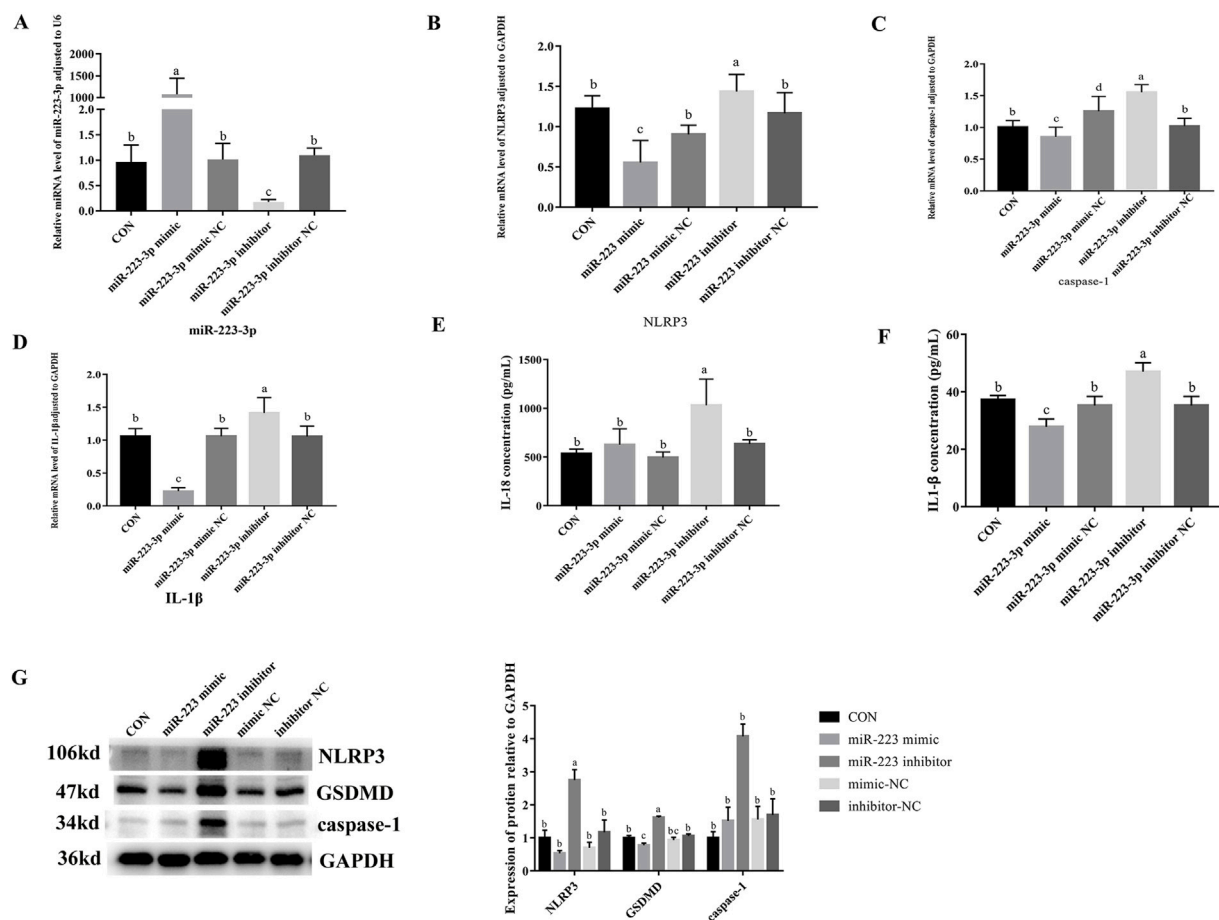 A
Relative miRNA level of miR-223-3p adjusted to U6
2000
1500
1000
2.0
1.5
1.0
0.5
0.0
b
a
b
c
b
CON
miR-223-3p mimic
miR-223-3p mimic NC
miR-223-3p inhibitor
miR-223-3p inhibitor NC
miR-223-3p
B
Relative mRNA level of NLRP3 adjusted to GAPDH
2.0
1.5
1.0
0.5
0.0
b
c
b
a
b
CON
miR-223 mimic
miR-223 mimic NC
miR-223 inhibitor
miR-223 inhibitor NC
NLRP3
C
Relative mRNA level of caspase-1 adjusted to GAPDH
2.0
1.5
1.0
0.5
0.0
b
c
d
a
b
CON
miR-223-3p mimic
miR-223-3p mimic NC
miR-223-3p inhibitor
miR-223-3p inhibitor NC
caspase-1
D
Relative mRNA level of IL-1βadjusted to GAPDH
2.0
1.5
1.0
0.5
0.0
b
c
b
a
b
CON
miR-223-3p mimic
miR-223-3p mimic NC
miR-223-3p inhibitor
miR-223-3p inhibitor NC
IL-1β
E
IL-18 concentration (pg/mL)
1500
1000
500
0
b
b
b
a
b
CON
miR-223-3p mimic
miR-223-3p mimic NC
miR-223-3p inhibitor
miR-223-3p inhibitor NC
F
IL1-β concentration (pg/mL)
60
40
20
0
b
c
b
a
b
CON
miR-223-3p mimic
miR-223-3p mimic NC
miR-223-3p inhibitor
miR-223-3p inhibitor NC
G
CON
miR-223 mimic
miR-223 inhibitor
mimic NC
inhibitor NC
106kd NLRP3
47kd GSDMD
34kd caspase-1
36kd GAPDH
Expression of protien relative to GAPDH
5
4
3
2
1
0
b
b
a
b
b
b
c
a
bc
b
b
b
b
b
b
NLRP3
GSDMD
caspase-1
CON
miR-223 mimic
miR-223 inhibitor
mimic-NC
inhibitor-NC